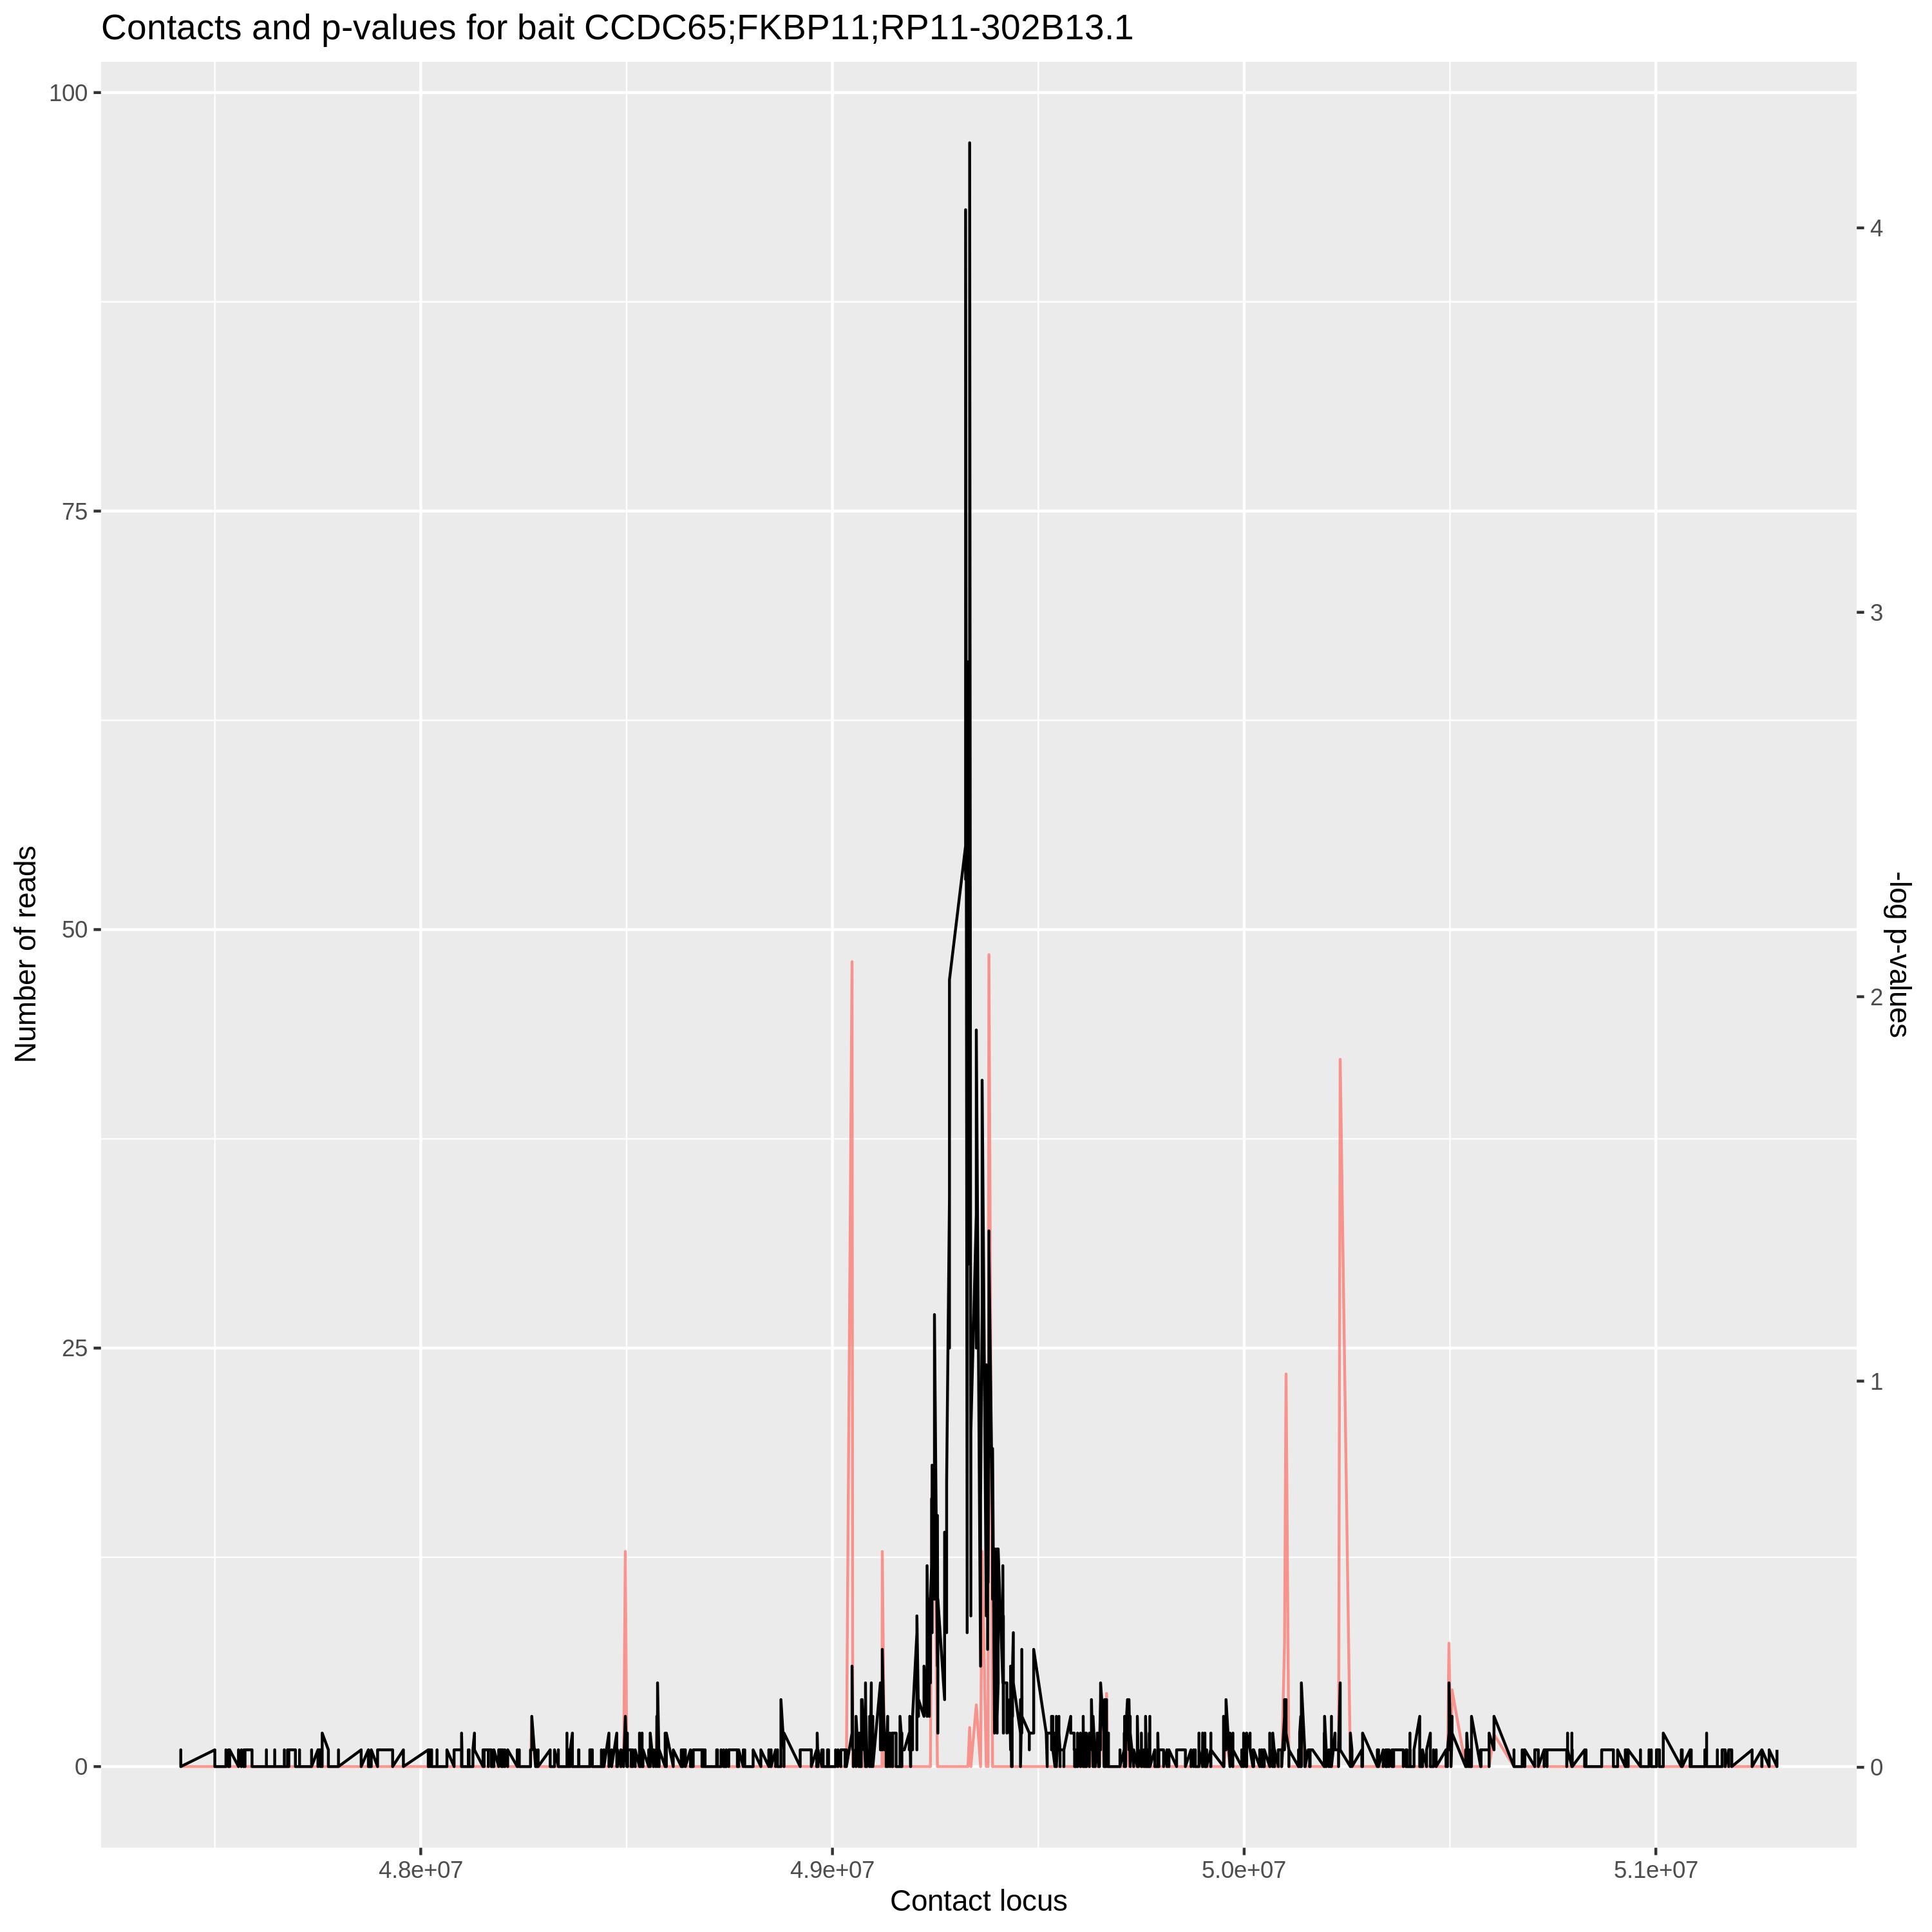 Contacts and p-values for bait CCDC65;FKBP11;RP11-302B13.1
100
75
50
25
0
Number of reads
4
3
2
1
0
-log p-values
4.8e+07
4.9e+07
5.0e+07
5.1e+07
Contact locus